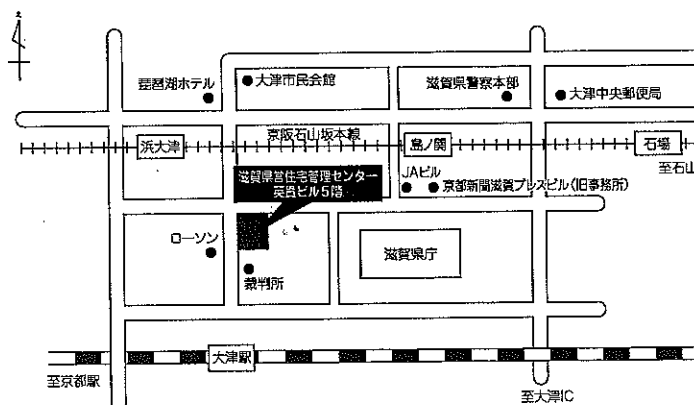 琵琶湖ホテル
大津市民会館
滋賀県警察本部
大津中央郵便局
京阪石山坂本線
浜大津
島ノ関
石場
至石山
滋賀県営住宅管理センター
英貴ビル5階
JAビル
京都新聞滋賀プレスビル(旧事務所)
ローソン
裁判所
滋賀県庁
大津駅
至京都駅
至大津IC